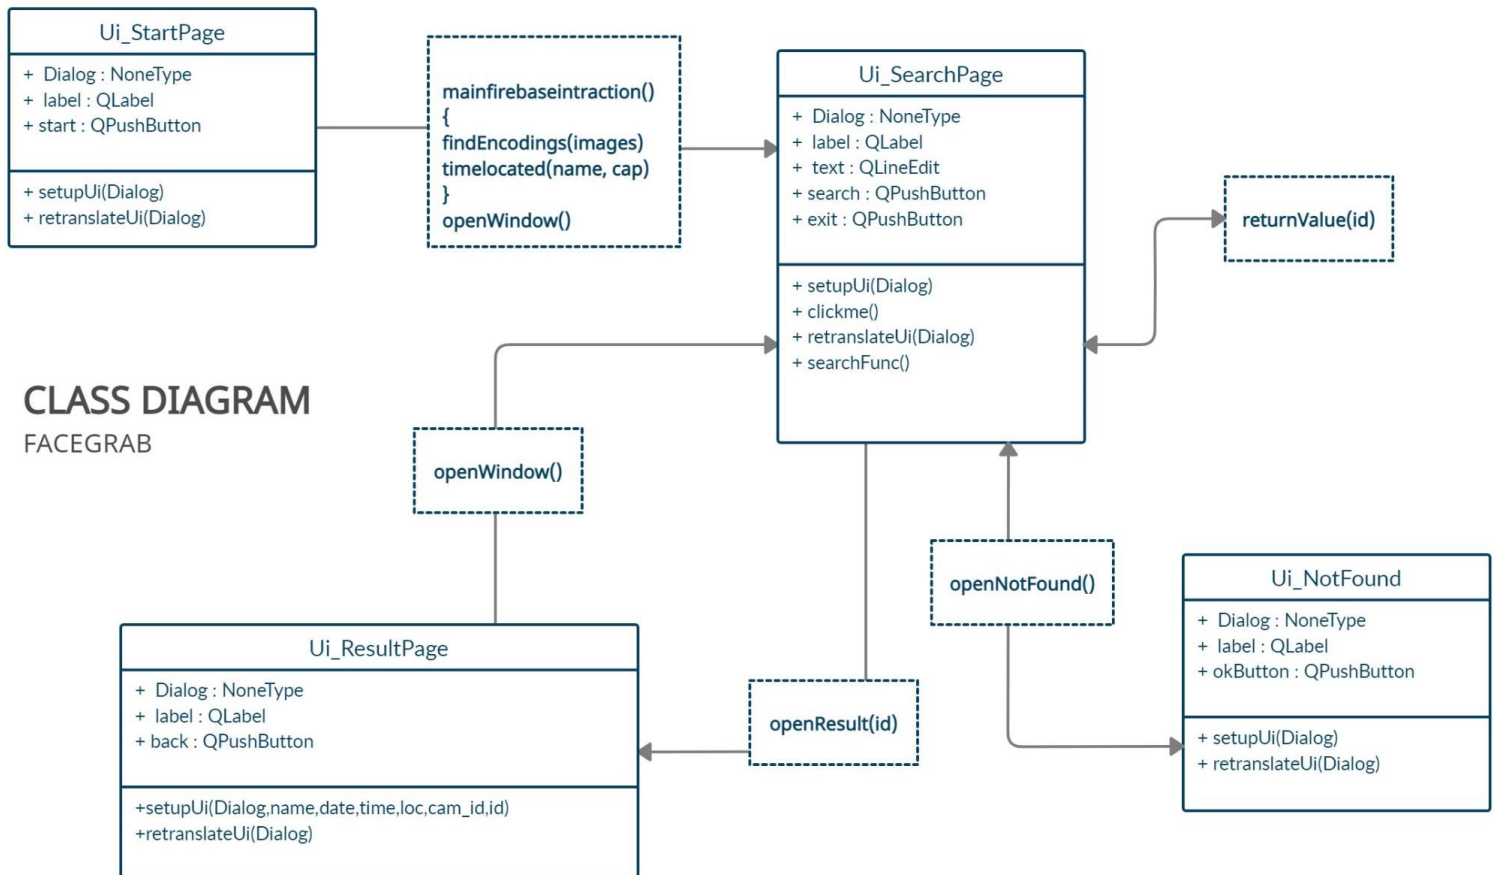 Ui_StartPage
+ Dialog : NoneType
+ label : QLabel
+ start : QPushButton
+ setupUi(Dialog)
+ retranslateUi(Dialog)
mainfirebaseintraction()
{
findEncodings(images)
timelocated(name, cap)
}
openWindow()
Ui_SearchPage
+ Dialog : NoneType
+ label : QLabel
+ text : QLineEdit
+ search : QPushButton
+ exit : QPushButton
+ setupUi(Dialog)
+ clickme()
+ retranslateUi(Dialog)
+ searchFunc()
returnValue(id)
CLASS DIAGRAM
FACEGRAB
openWindow()
openNotFound()
Ui_NotFound
+ Dialog : NoneType
+ label : QLabel
+ okButton : QPushButton
+ setupUi(Dialog)
+ retranslateUi(Dialog)
Ui_ResultPage
+ Dialog : NoneType
+ label : QLabel
+ back : QPushButton
+setupUi(Dialog,name,date,time,loc,cam_id,id)
+retranslateUi(Dialog)
openResult(id)